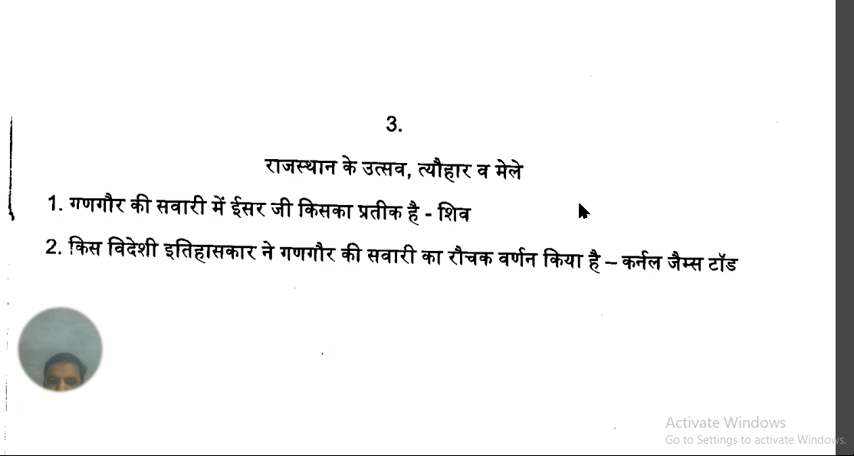 3.
राजस्थान के उत्सव, त्यौहार व मेले
1. गणगौर की सवारी में ईसर जी किसका प्रतीक है - शिव
2. किस विदेशी इतिहासकार ने गणगौर की सवारी का रौचक वर्णन किया है – कर्नल जैम्स टॉड
Activate Windows
Go to Settings to activate Windows.